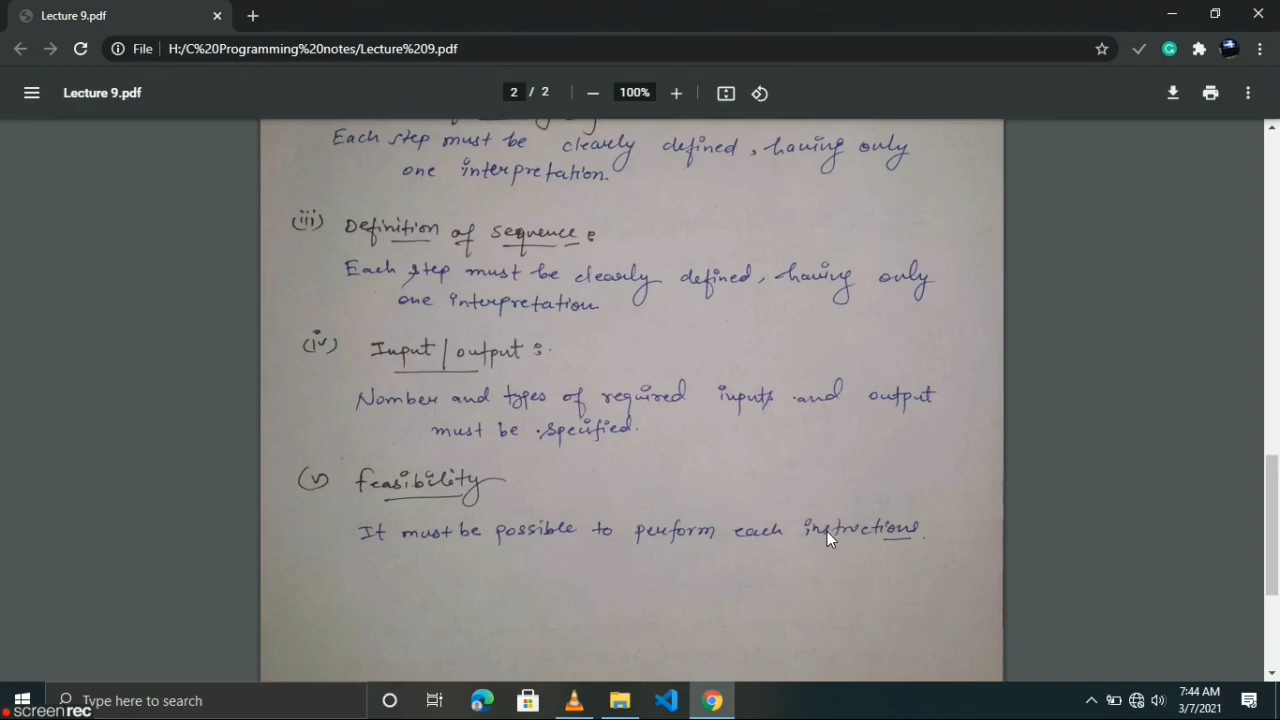 Lecture 9.pdf
File
H:/C%20Programming%20notes/Lecture%209.pdf
Lecture 9.pdf
2 / 2
100%
Each step must be clearly defined, having only
one interpretation.
(iii) Definition of sequence :
Each step must be clearly defined, having only
one interpretation
(iv) Input / output :
Nomber and types of required inputs and output
must be specified.
(v) feasibility
It must be possible to perform each instructions.
Type here to search
7:44 AM
3/7/2021
screenrec